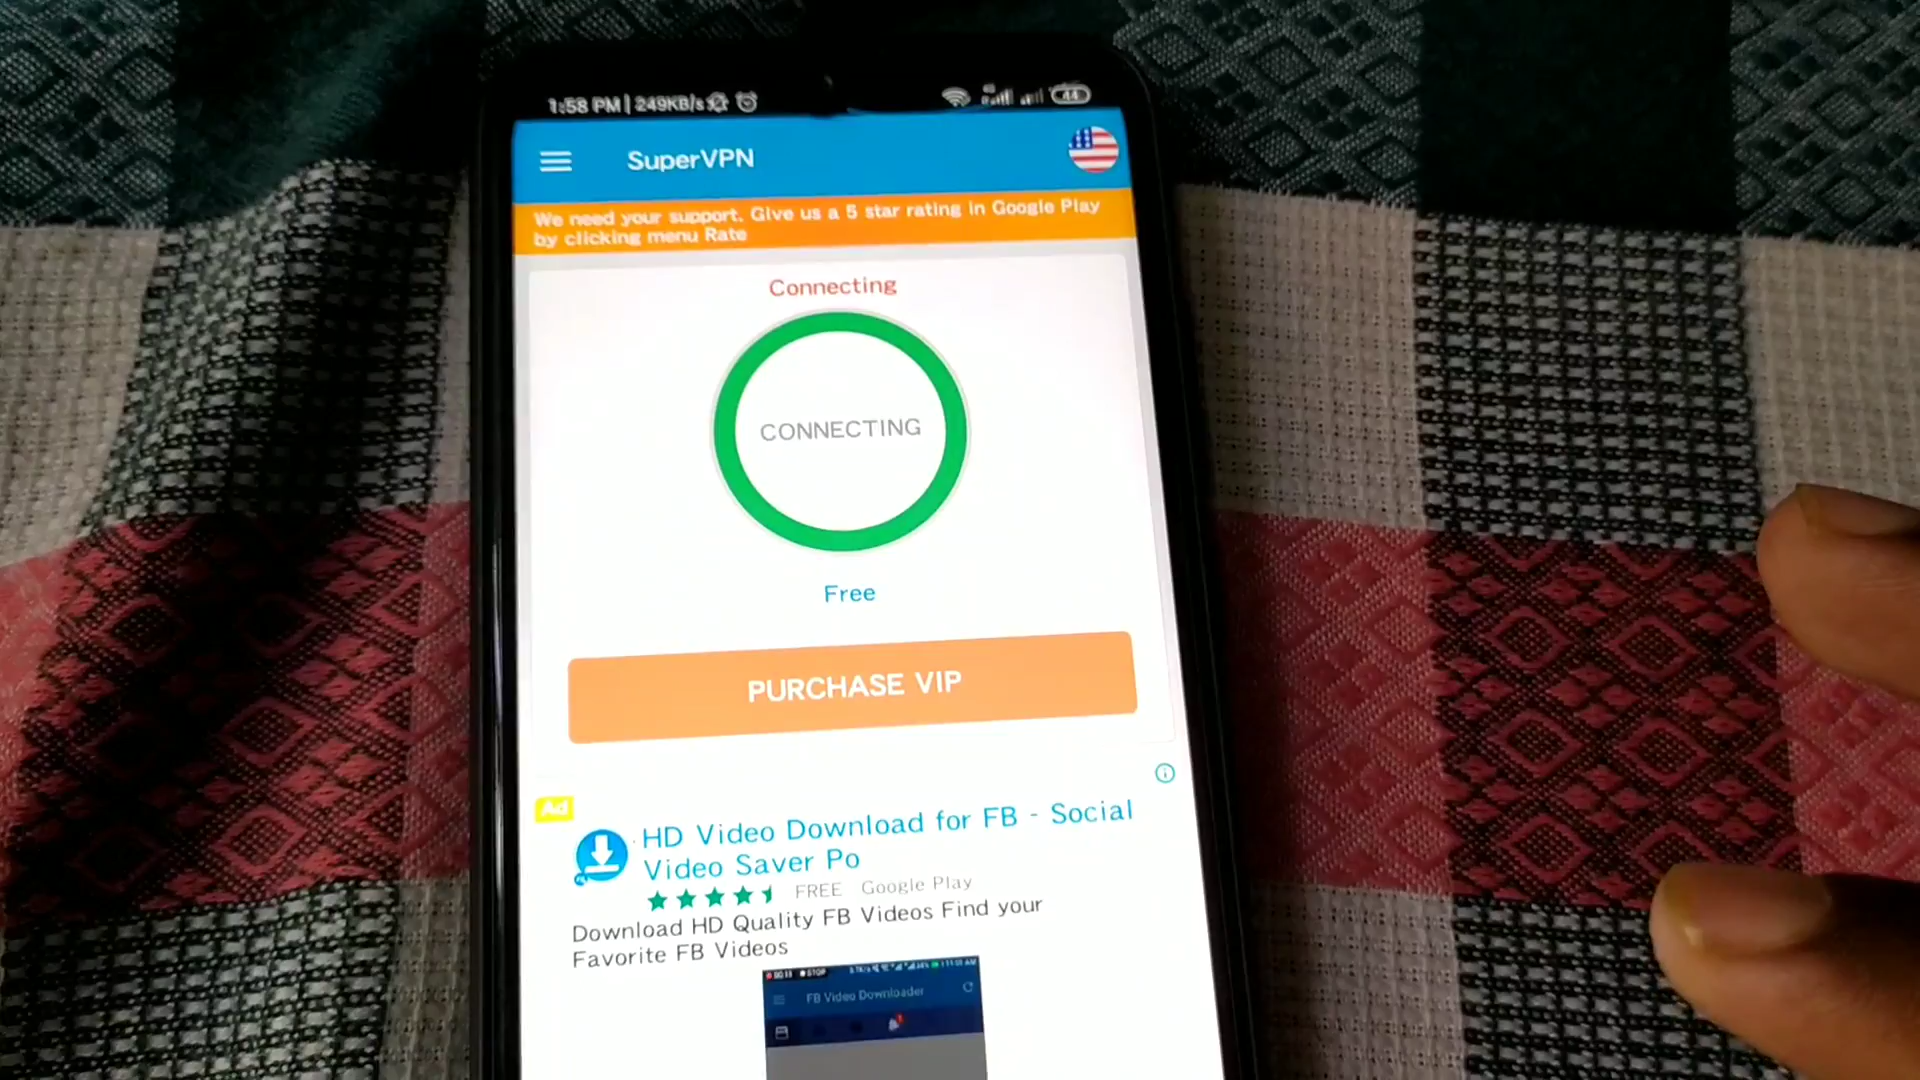 1:58 PM | 249KB/s
44
SuperVPN
We need your support. Give us a 5 star rating in Google Play
by clicking menu Rate
Connecting
CONNECTING
Free
PURCHASE VIP
Ad
HD Video Download for FB - Social
Video Saver Po
FREE Google Play
Download HD Quality FB Videos Find your
Favorite FB Videos
STOP
FB Video Downloader